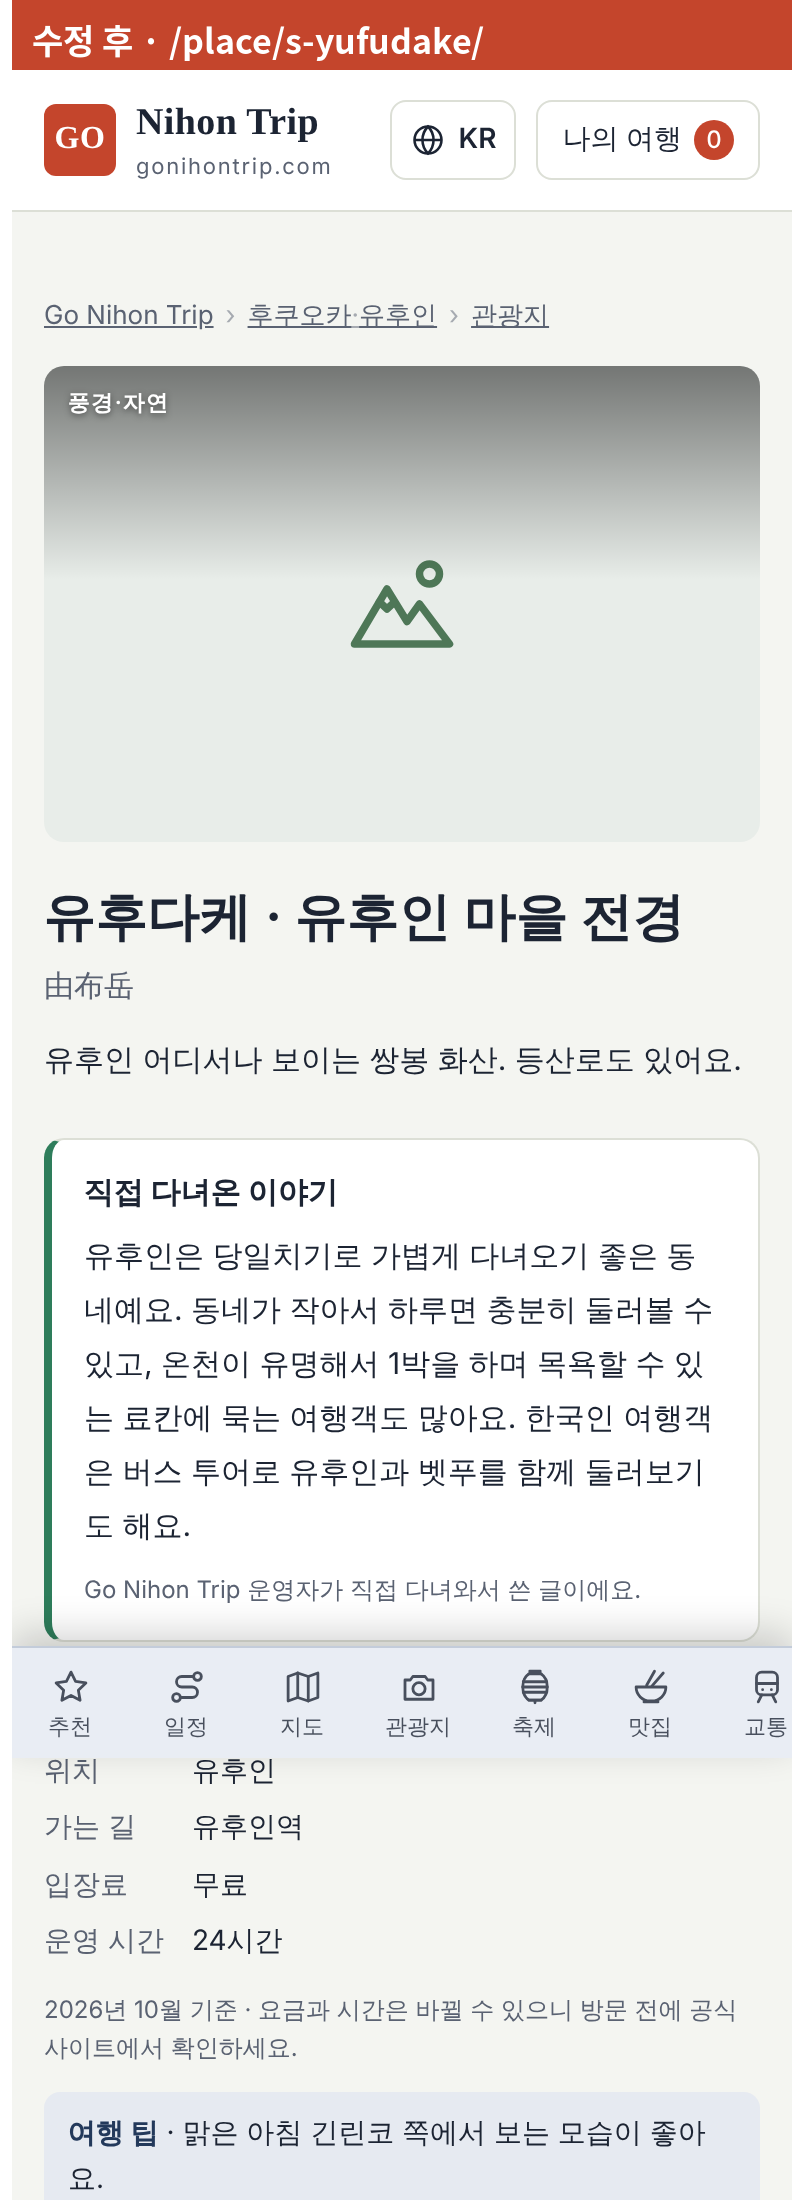 수정 후 · /place/s-yufudake/
GO
Nihon Trip
gonihontrip.com
KR
나의 여행 0
Go Nihon Trip › 후쿠오카·유후인 › 관광지
풍경·자연
유후다케 · 유후인 마을 전경
由布岳
유후인 어디서나 보이는 쌍봉 화산. 등산로도 있어요.
직접 다녀온 이야기
유후인은 당일치기로 가볍게 다녀오기 좋은 동
네예요. 동네가 작아서 하루면 충분히 둘러볼 수
있고, 온천이 유명해서 1박을 하며 목욕할 수 있
는 료칸에 묵는 여행객도 많아요. 한국인 여행객
은 버스 투어로 유후인과 벳푸를 함께 둘러보기
도 해요.
Go Nihon Trip 운영자가 직접 다녀와서 쓴 글이에요.
추천 일정 지도 관광지 축제 맛집 교통
위치 유후인
가는 길 유후인역
입장료 무료
운영 시간 24시간
2026년 10월 기준 · 요금과 시간은 바뀔 수 있으니 방문 전에 공식
사이트에서 확인하세요.
여행 팁 · 맑은 아침 긴린코 쪽에서 보는 모습이 좋아
요.